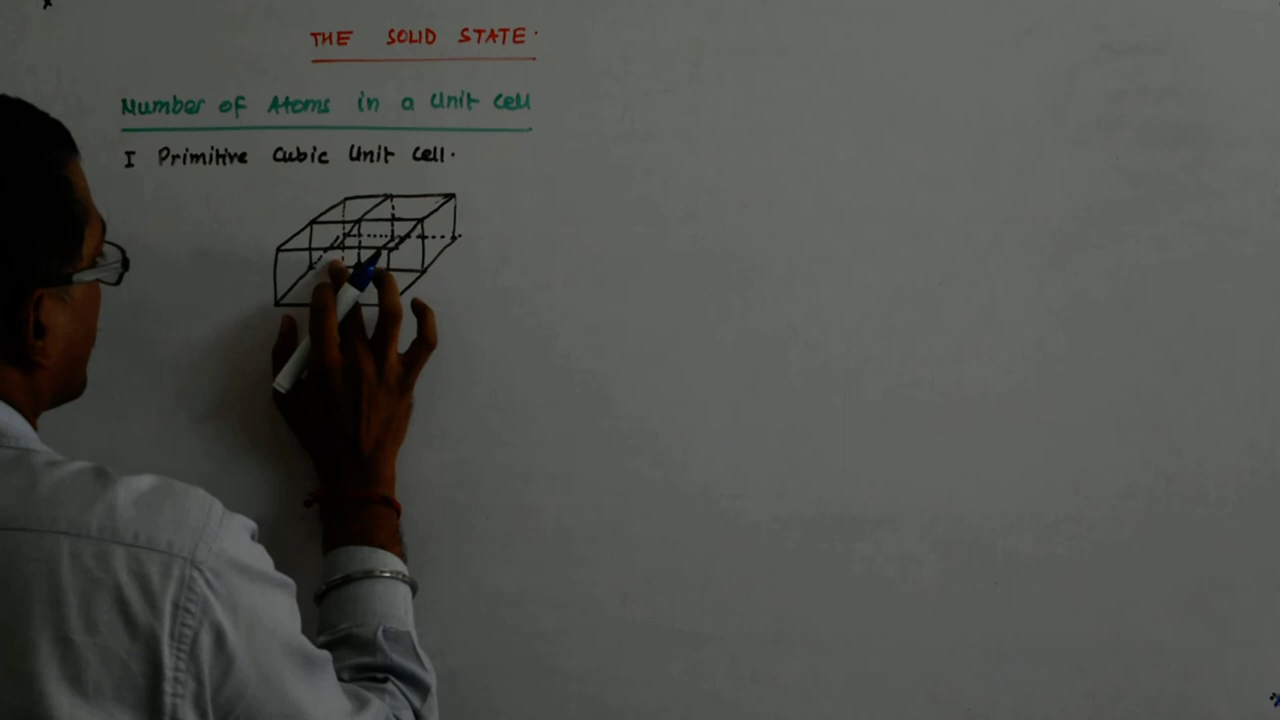 THE SOLID STATE.
Number of Atoms in a Unit Cell
I Primitive Cubic Unit Cell.